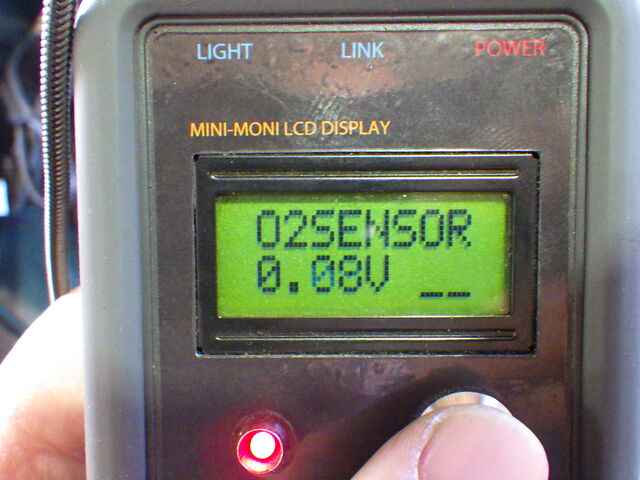 LIGHT LINK POWER
MINI-MONI LCD DISPLAY
O2SENSOR
0.08V __